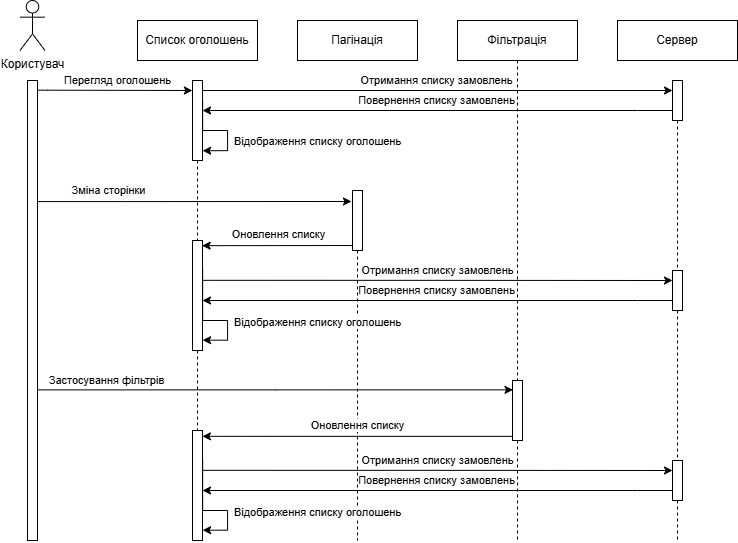 Користувач
Список оголошень
Пагінація
Фільтрація
Сервер
Перегляд оголошень
Отримання списку замовлень
Повернення списку замовлень
Відображення списку оголошень
Зміна сторінки
Оновлення списку
Отримання списку замовлень
Повернення списку замовлень
Відображення списку оголошень
Застосування фільтрів
Оновлення списку
Отримання списку замовлень
Повернення списку замовлень
Відображення списку оголошень